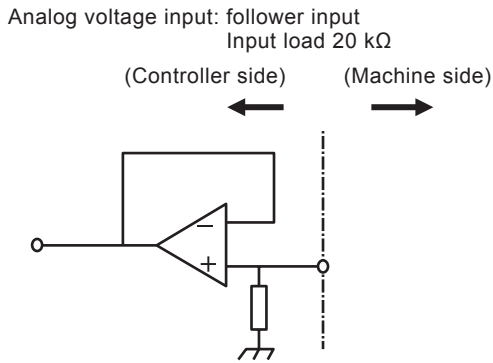 Analog voltage input: follower input
Input load 20 kΩ
(Controller side) (Machine side)
−
+